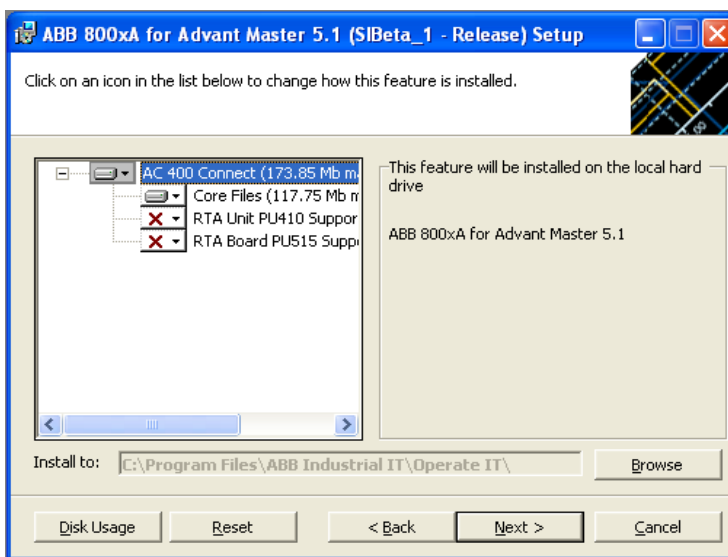 ABB 800xA for Advant Master 5.1 (SIBeta_1 - Release) Setup
Click on an icon in the list below to change how this feature is installed.
AC 400 Connect (173.85 Mb m
Core Files (117.75 Mb m
RTA Unit PU410 Suppor
RTA Board PU515 Supp
This feature will be installed on the local hard
drive
ABB 800xA for Advant Master 5.1
Install to: C:\Program Files\ABB Industrial IT\Operate IT\ Browse
Disk Usage Reset < Back Next > Cancel